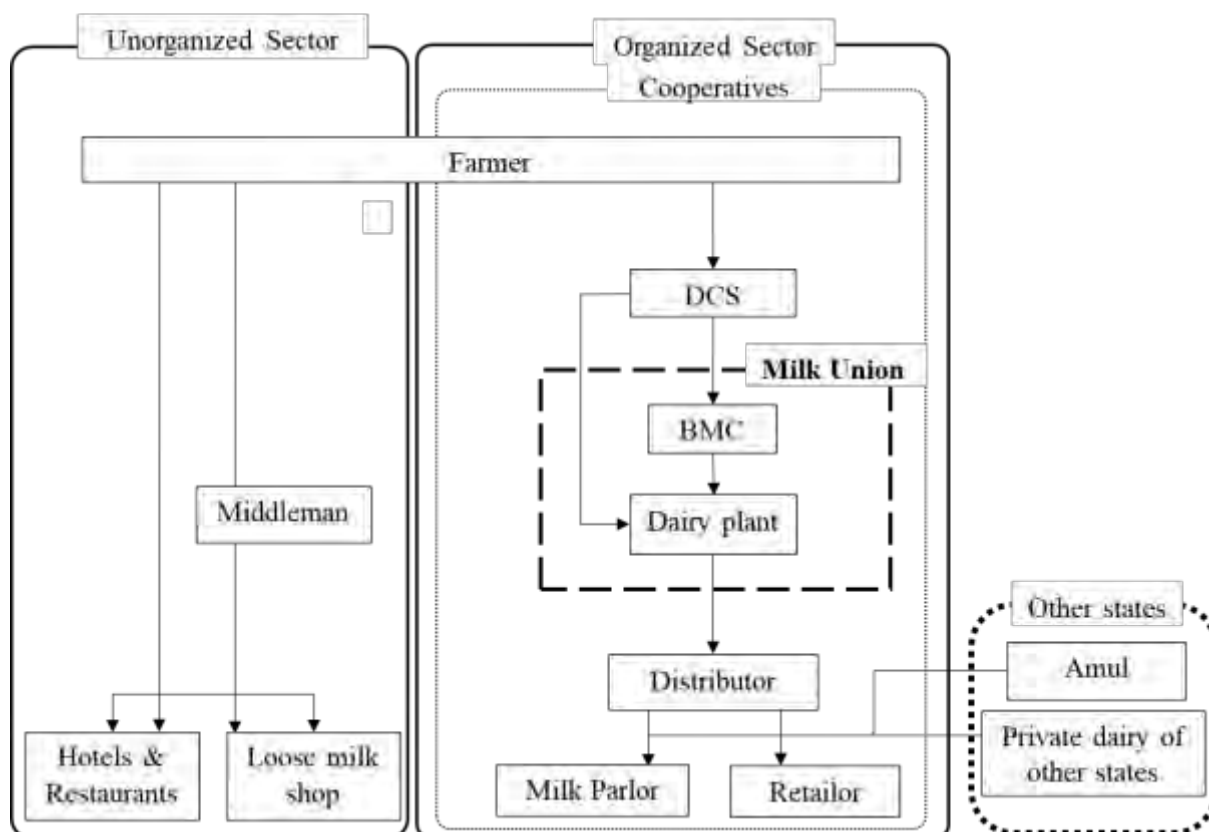 Unorganized Sector
Organized Sector
Cooperatives
Farmer
DCS
Milk Union
BMC
Middleman
Dairy plant
Other states
Distributor
Amul
Hotels &
Restaurants
Loose milk
shop
Milk Parlor
Retailor
Private dairy of
other states